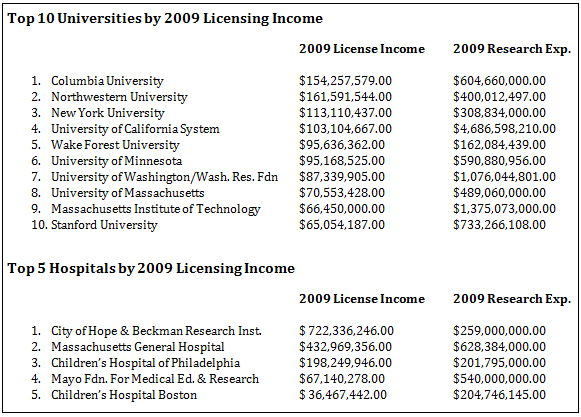 Top 10 Universities by 2009 Licensing Income
2009 License Income 2009 Research Exp.
1. Columbia University $154,257,579.00 $604,660,000.00
2. Northwestern University $161,591,544.00 $400,012,497.00
3. New York University $113,110,437.00 $308,834,000.00
4. University of California System $103,104,667.00 $4,686,598,210.00
5. Wake Forest University $95,636,362.00 $162,084,439.00
6. University of Minnesota $95,168,525.00 $590,880,956.00
7. University of Washington/Wash. Res. Fdn $87,339,905.00 $1,076,044,801.00
8. University of Massachusetts $70,553,428.00 $489,060,000.00
9. Massachusetts Institute of Technology $66,450,000.00 $1,375,073,000.00
10. Stanford University $65,054,187.00 $733,266,108.00
Top 5 Hospitals by 2009 Licensing Income
2009 License Income 2009 Research Exp.
1. City of Hope & Beckman Research Inst. $ 722,336,246.00 $259,000,000.00
2. Massachusetts General Hospital $432,969,356.00 $628,384,000.00
3. Children's Hospital of Philadelphia $198,249,946.00 $201,795,000.00
4. Mayo Fdn. For Medical Ed. & Research $67,140,278.00 $540,000,000.00
5. Children's Hospital Boston $ 36,467,442.00 $204,746,145.00